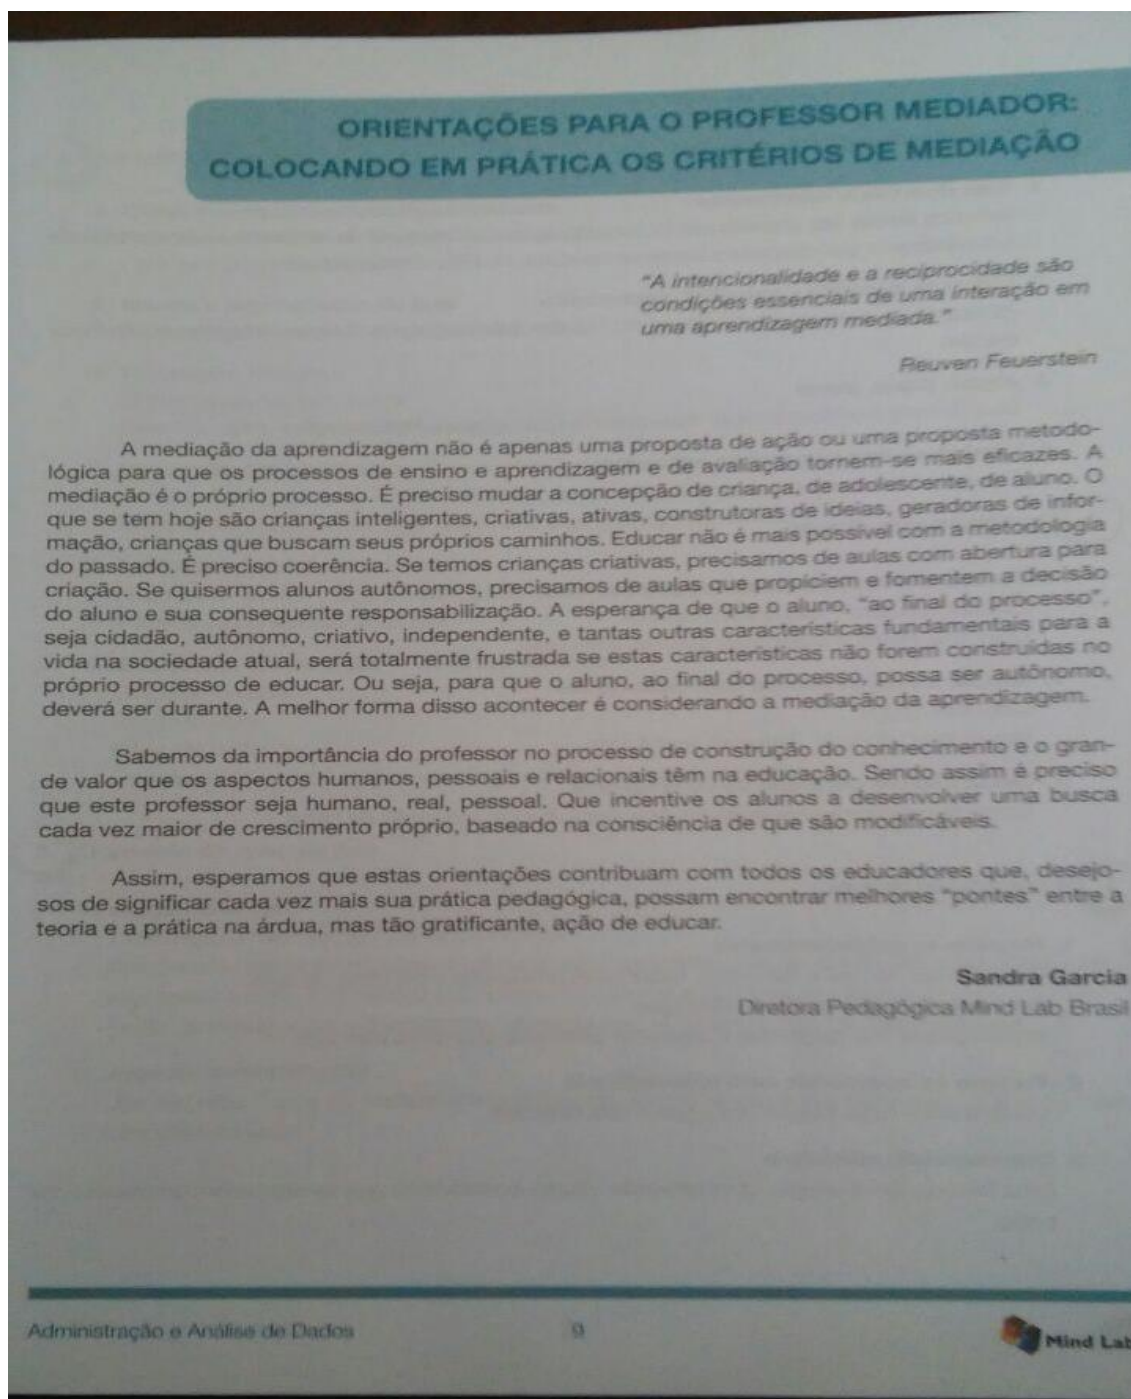 ORIENTAÇÕES PARA O PROFESSOR MEDIADOR:
COLOCANDO EM PRÁTICA OS CRITÉRIOS DE MEDIAÇÃO
"A intencionalidade e a reciprocidade são
condições essenciais de uma interação em
uma aprendizagem mediada."
Reuven Feuerstein
A mediação da aprendizagem não é apenas uma proposta de ação ou uma proposta metodo-
lógica para que os processos de ensino e aprendizagem e de avaliação tornem-se mais eficazes. A
mediação é o próprio processo. É preciso mudar a concepção de criança, de adolescente, de aluno. O
que se tem hoje são crianças inteligentes, criativas, ativas, construtoras de ideias, geradoras de infor-
mação, crianças que buscam seus próprios caminhos. Educar não é mais possível com a metodologia
do passado. É preciso coerência. Se temos crianças criativas, precisamos de aulas com abertura para
criação. Se quisermos alunos autônomos, precisamos de aulas que propiciem e fomentem a decisão
do aluno e sua consequente responsabilização. A esperança de que o aluno, "ao final do processo",
seja cidadão, autônomo, criativo, independente, e tantas outras características fundamentais para a
vida na sociedade atual, será totalmente frustrada se estas características não forem construídas no
próprio processo de educar. Ou seja, para que o aluno, ao final do processo, possa ser autônomo,
deverá ser durante. A melhor forma disso acontecer é considerando a mediação da aprendizagem.
Sabemos da importância do professor no processo de construção do conhecimento e o gran-
de valor que os aspectos humanos, pessoais e relacionais têm na educação. Sendo assim é preciso
que este professor seja humano, real, pessoal. Que incentive os alunos a desenvolver uma busca
cada vez maior de crescimento próprio, baseado na consciência de que são modificáveis.
Assim, esperamos que estas orientações contribuam com todos os educadores que, desejo-
sos de significar cada vez mais sua prática pedagógica, possam encontrar melhores "pontes" entre a
teoria e a prática na árdua, mas tão gratificante, ação de educar.
Sandra Garcia
Diretora Pedagógica Mind Lab Brasil
Administração e Análise de Dados
9
Mind Lab